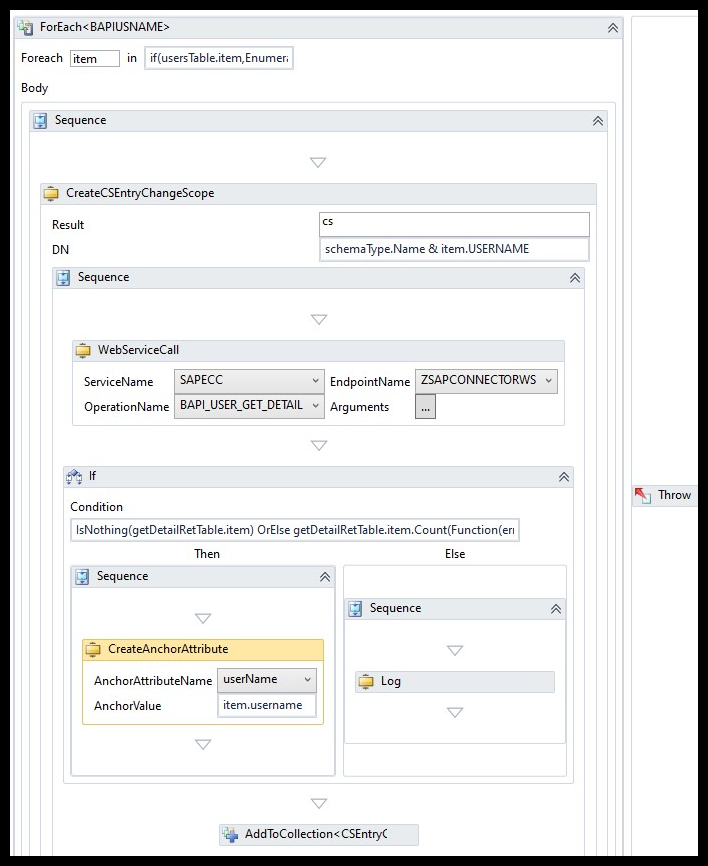 ForEach<BAPIUSNAME>
Foreach item in if(usersTable.item,Enumera
Body
Sequence
CreateCSEntryChangeScope
Result cs
DN schemaType.Name & item.USERNAME
Sequence
WebServiceCall
ServiceName SAPECC EndpointName ZSAPCONNECTORWS
OperationName BAPI_USER_GET_DETAIL Arguments ...
If
Condition
IsNothing(getDetailRetTable.item) OrElse getDetailRetTable.item.Count(Function(err
Throw
Then Else
Sequence
Sequence
CreateAnchorAttribute
AnchorAttributeName userName
AnchorValue item.username
Log
AddToCollection<CSEntryC